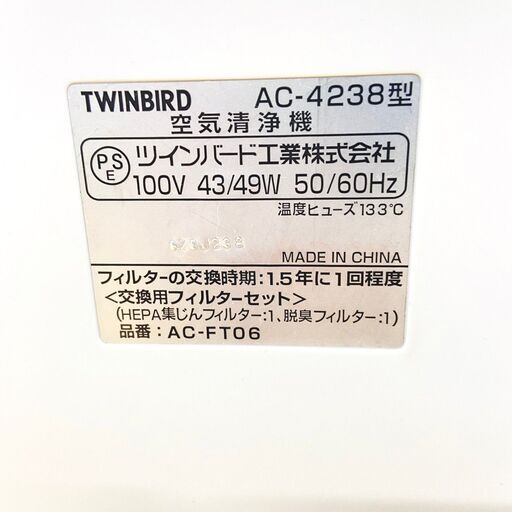 TWINBIRD AC-4238型
空気清浄機
PSE ツインバード工業株式会社
100V 43/49W 50/60Hz
温度ヒューズ133℃
MADE IN CHINA
フィルターの交換時期:1.5年に1回程度
<交換用フィルターセット>
(HEPA集じんフィルター:1、脱臭フィルター:1)
品番:AC-FT06